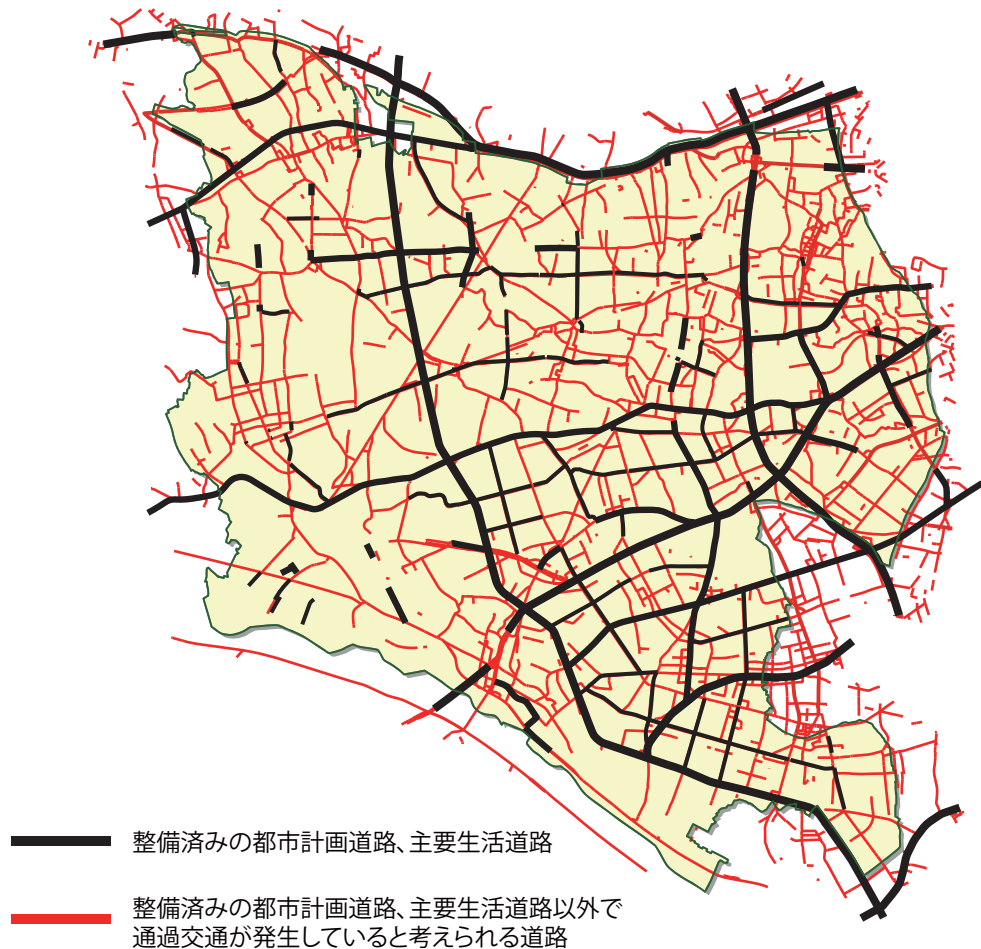 整備済みの都市計画道路、主要生活道路
整備済みの都市計画道路、主要生活道路以外で
通過交通が発生していると考えられる道路